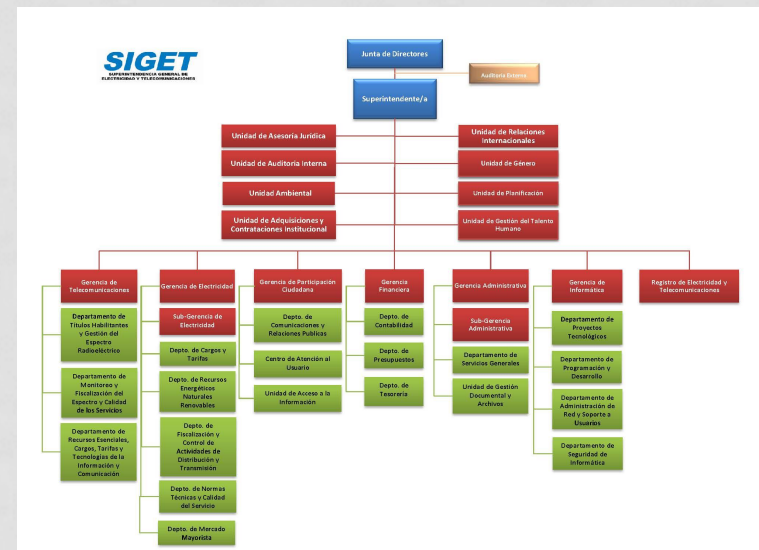 SIGET
SUPERINTENDENCIA GENERAL DE
ELECTRICIDAD Y TELECOMUNICACIONES
Junta de Directores
Auditoría Externa
Superintendente/a
Unidad de Asesoría Jurídica
Unidad de Relaciones
Internacionales
Unidad de Auditoría Interna
Unidad de Género
Unidad Ambiental
Unidad de Planificación
Unidad de Adquisiciones y
Contrataciones Institucional
Unidad de Gestión del Talento
Humano
Gerencia de
Telecomunicaciones
Departamento de
Títulos Habilitantes
y Gestión del
Espectro
Radioeléctrico
Departamento de
Monitoreo y
Fiscalización del
Espectro y Calidad
de los Servicios
Departamento de
Recursos Esenciales,
Cargos, Tarifas y
Tecnologías de la
Información y
Comunicación
Gerencia de Electricidad
Sub-Gerencia de
Electricidad
Depto. de Cargos y
Tarifas
Depto. de Recursos
Energéticos
Naturales
Renovables
Depto. de
Fiscalización y
Control de
Actividades de
Distribución y
Transmisión
Depto. de Normas
Técnicas y Calidad
del Servicio
Depto. de Mercado
Mayorista
Gerencia de Participación
Ciudadana
Depto. de
Comunicaciones y
Relaciones Publicas
Centro de Atención al
Usuario
Unidad de Acceso a la
Información
Gerencia
Financiera
Depto. de
Contabilidad
Depto. de
Presupuestos
Depto. de
Tesorería
Gerencia Administrativa
Sub-Gerencia
Administrativa
Departamento de
Servicios Generales
Unidad de Gestión
Documental y
Archivos
Gerencia de
Informática
Departamento de
Proyectos
Tecnológicos
Departamento de
Programación y
Desarrollo
Departamento de
Administración de
Red y Soporte a
Usuarios
Departamento de
Seguridad de
Informática
Registro de Electricidad y
Telecomunicaciones